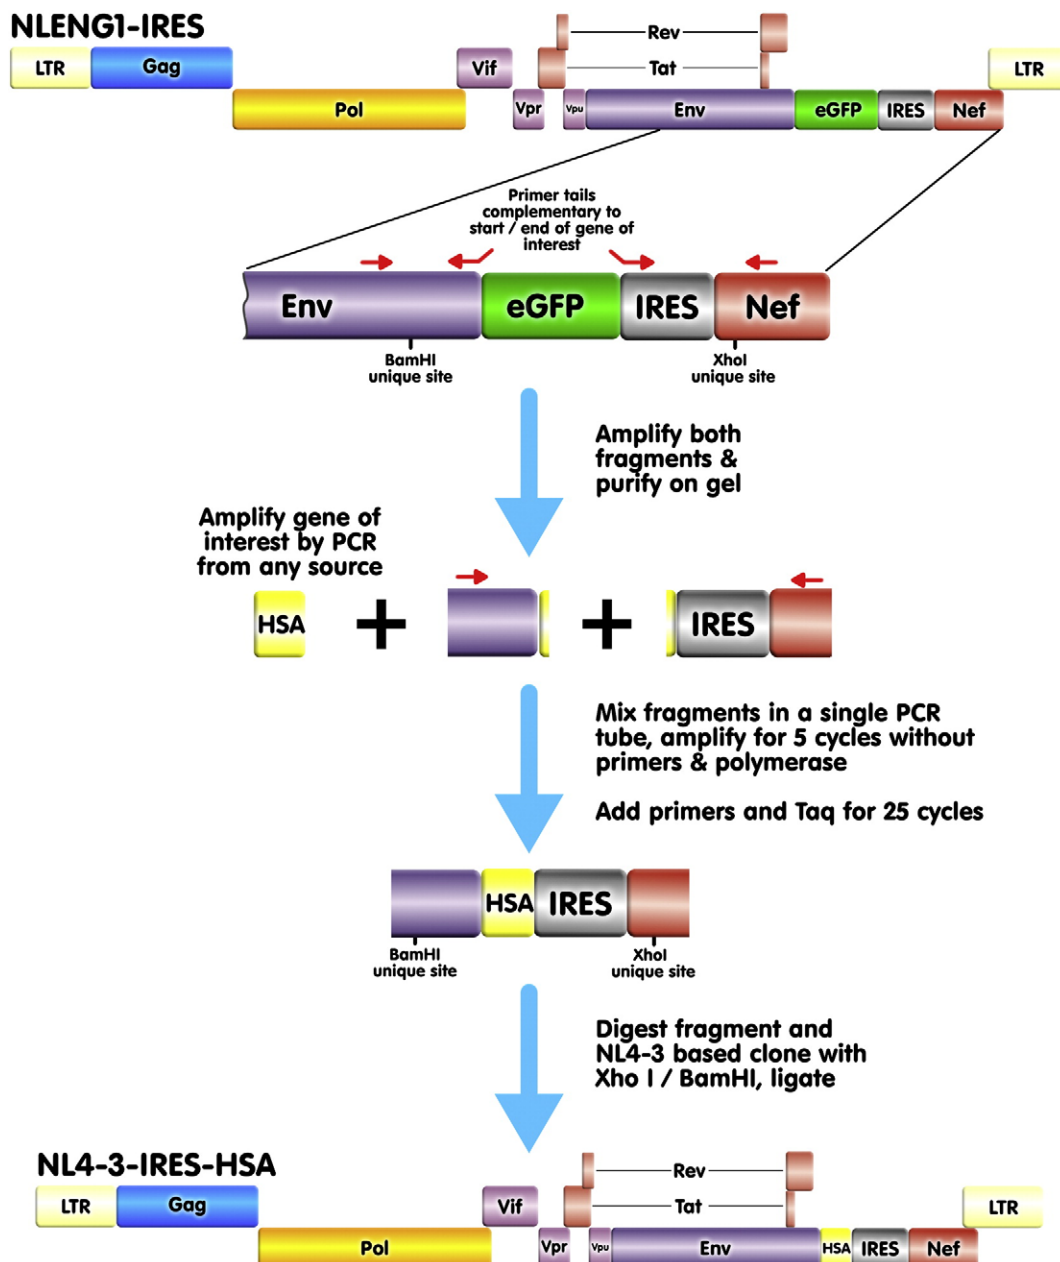 NLENG1-IRES
Rev
LTR Gag Vif Tat LTR
Pol Vpr Vpu Env eGFP IRES Nef
Primer tails
complementary to
start / end of gene of
interest
Env eGFP IRES Nef
BamHI
unique site
XhoI
unique site
Amplify both
fragments &
purify on gel
Amplify gene of
interest by PCR
from any source
HSA + + IRES
Mix fragments in a single PCR
tube, amplify for 5 cycles without
primers & polymerase
Add primers and Taq for 25 cycles
HSA IRES
BamHI
unique site
XhoI
unique site
Digest fragment and
NL4-3 based clone with
Xho I / BamHI, ligate
NL4-3-IRES-HSA
Rev
LTR Gag Vif Tat LTR
Pol Vpr Vpu Env HSA IRES Nef